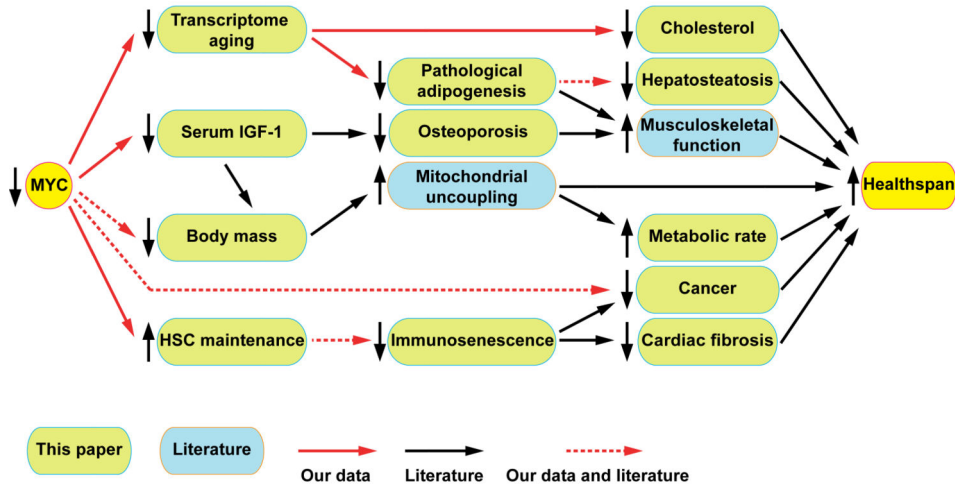 Transcriptome
aging
Cholesterol
Pathological
adipogenesis
Hepatosteatosis
Serum IGF-1
Osteoporosis
Musculoskeletal
function
MYC
Mitochondrial
uncoupling
Healthspan
Body mass
Metabolic rate
Cancer
HSC maintenance
Immunosenescence
Cardiac fibrosis
This paper
Literature
Our data
Literature
Our data and literature